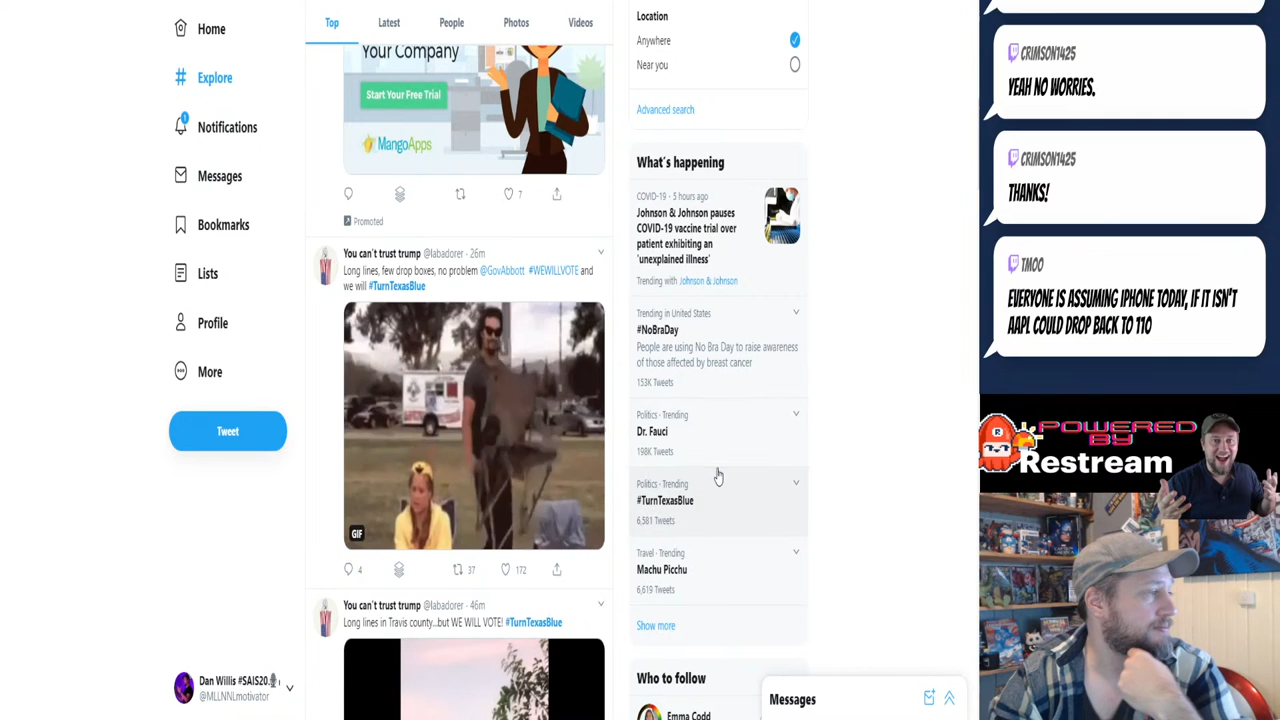 Home
Explore
1
Notifications
Messages
Bookmarks
Lists
Profile
More
Tweet
Dan Willis #SAIS20...
@MLLNNLmotivator
Top
Latest
People
Photos
Videos
Your Company
Start Your Free Trial
MangoApps
7
Promoted
You can't trust trump @labadorer · 26m
Long lines, few drop boxes, no problem @GovAbbott #WEWILLVOTE and
we will #TurnTexasBlue
GIF
4
37
172
You can't trust trump @labadorer · 46m
Long lines in Travis county...but WE WILL VOTE! #TurnTexasBlue
Location
Anywhere
Near you
Advanced search
What's happening
COVID-19 · 5 hours ago
Johnson & Johnson pauses
COVID-19 vaccine trial over
patient exhibiting an
'unexplained illness'
Trending with Johnson & Johnson
Trending in United States
#NoBraDay
People are using No Bra Day to raise awareness
of those affected by breast cancer
153K Tweets
Politics · Trending
Dr. Fauci
198K Tweets
Politics · Trending
#TurnTexasBlue
6,581 Tweets
Travel · Trending
Machu Picchu
6,619 Tweets
Show more
Who to follow
Emma Codd
Messages
CRIMSON1425
YEAH NO WORRIES.
CRIMSON1425
THANKS!
TMOO
EVERYONE IS ASSUMING IPHONE TODAY, IF IT ISN'T
AAPL COULD DROP BACK TO 110
POWERED
BY
Restream